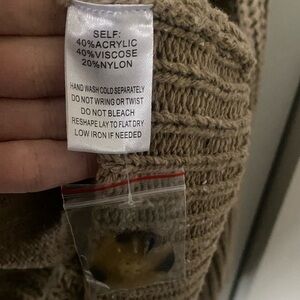 SELF:
40%ACRYLIC
40%VISCOSE
20%NYLON
HAND WASH COLD SEPARATELY
DO NOT WRING OR TWIST
DO NOT BLEACH
RESHAPE LAY TO FLAT DRY
LOW IRON IF NEEDED